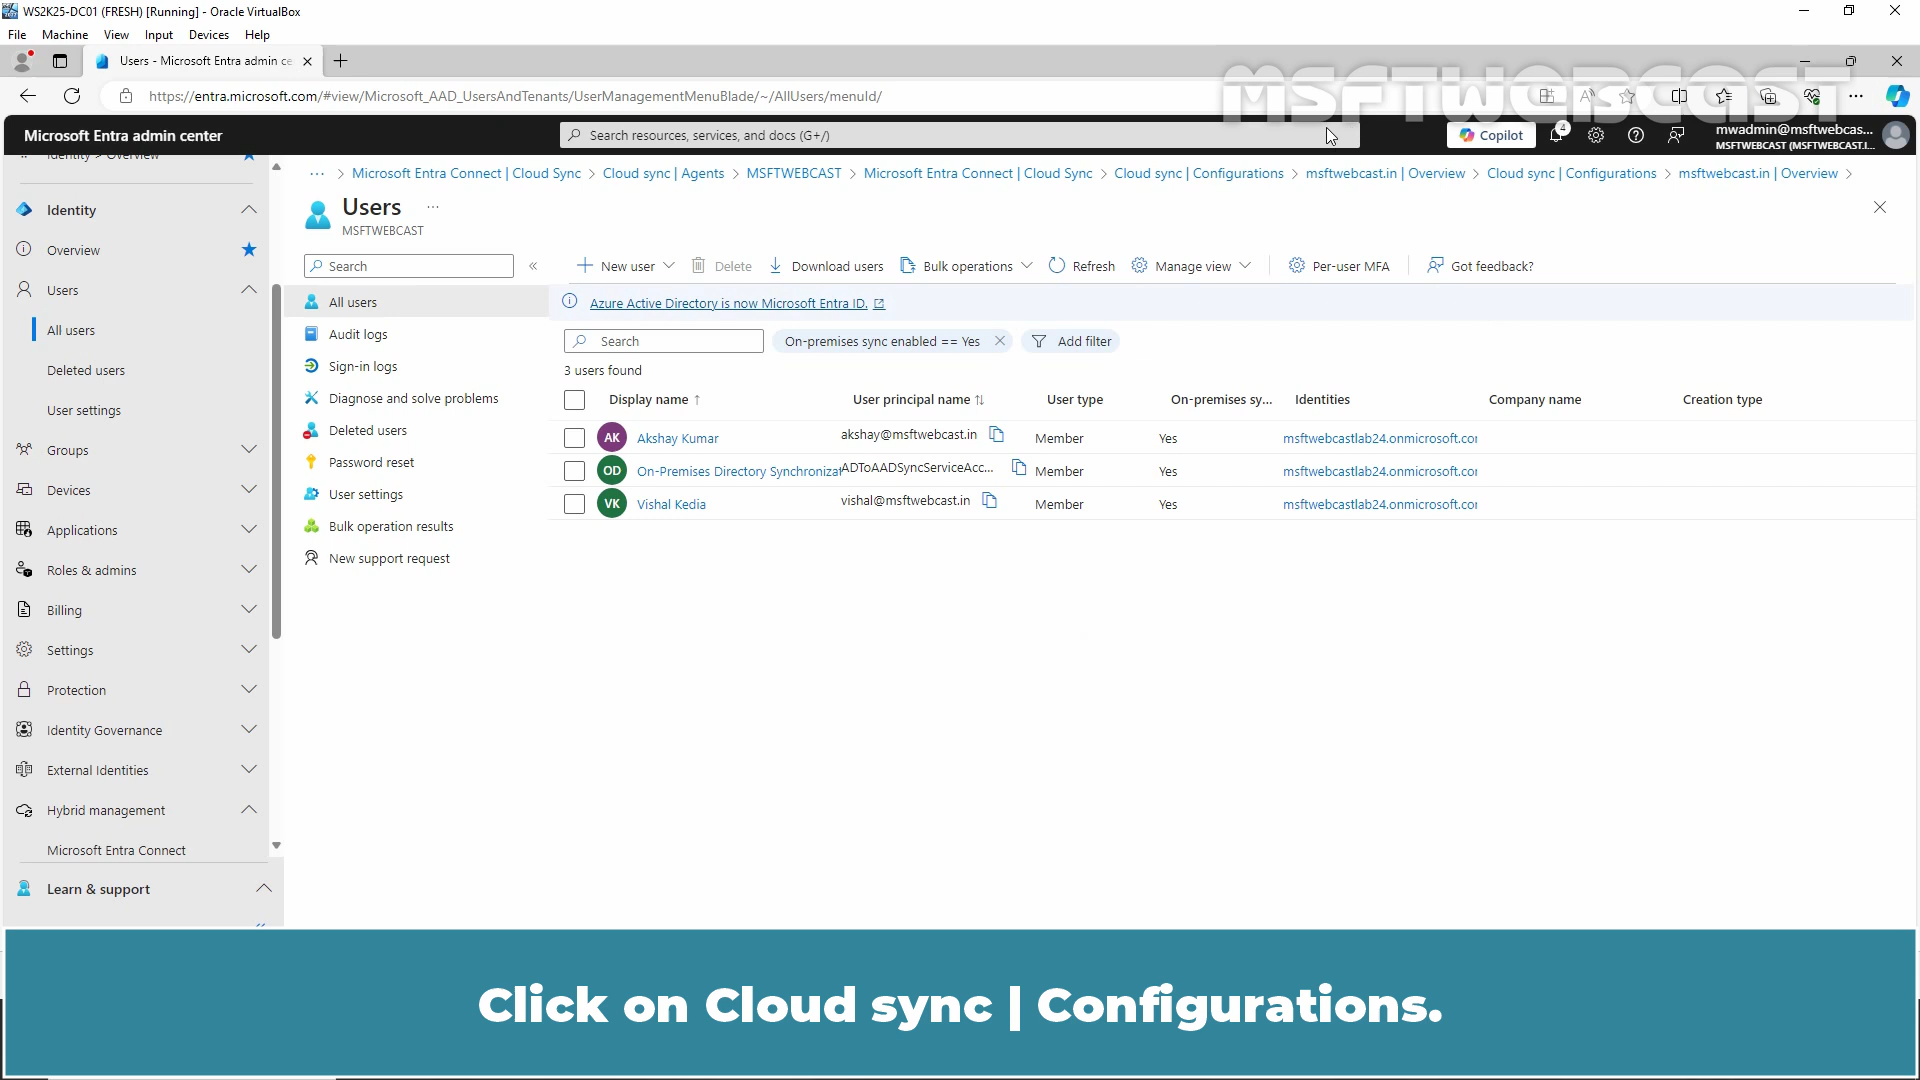 WS2K25-DC01 (FRESH) [Running] - Oracle VirtualBox
File Machine View Input Devices Help
Users - Microsoft Entra admin ce
https://entra.microsoft.com/#view/Microsoft_AAD_UsersAndTenants/UserManagementMenuBlade/~/AllUsers/menuId/
MSFTWEBCAST
Microsoft Entra admin center
Search resources, services, and docs (G+/)
Copilot
4
mwadmin@msftwebcas...
MSFTWEBCAST (MSFTWEBCAST.I...
Identity > Overview
Identity
Overview
Users
All users
Deleted users
User settings
Groups
Devices
Applications
Roles & admins
Billing
Settings
Protection
Identity Governance
External Identities
Hybrid management
Microsoft Entra Connect
Learn & support
... > Microsoft Entra Connect | Cloud Sync > Cloud sync | Agents > MSFTWEBCAST > Microsoft Entra Connect | Cloud Sync > Cloud sync | Configurations > msftwebcast.in | Overview > Cloud sync | Configurations > msftwebcast.in | Overview >
Users ...
MSFTWEBCAST
Search
All users
Audit logs
Sign-in logs
Diagnose and solve problems
Deleted users
Password reset
User settings
Bulk operation results
New support request
New user Delete Download users Bulk operations Refresh Manage view Per-user MFA Got feedback?
Azure Active Directory is now Microsoft Entra ID.
Search On-premises sync enabled == Yes Add filter
3 users found
Display name ↑ User principal name ↑↓ User type On-premises sy... Identities Company name Creation type
AK Akshay Kumar akshay@msftwebcast.in Member Yes msftwebcastlab24.onmicrosoft.cor
OD On-Premises Directory Synchronizat ADToAADSyncServiceAcc... Member Yes msftwebcastlab24.onmicrosoft.cor
VK Vishal Kedia vishal@msftwebcast.in Member Yes msftwebcastlab24.onmicrosoft.cor
Click on Cloud sync | Configurations.